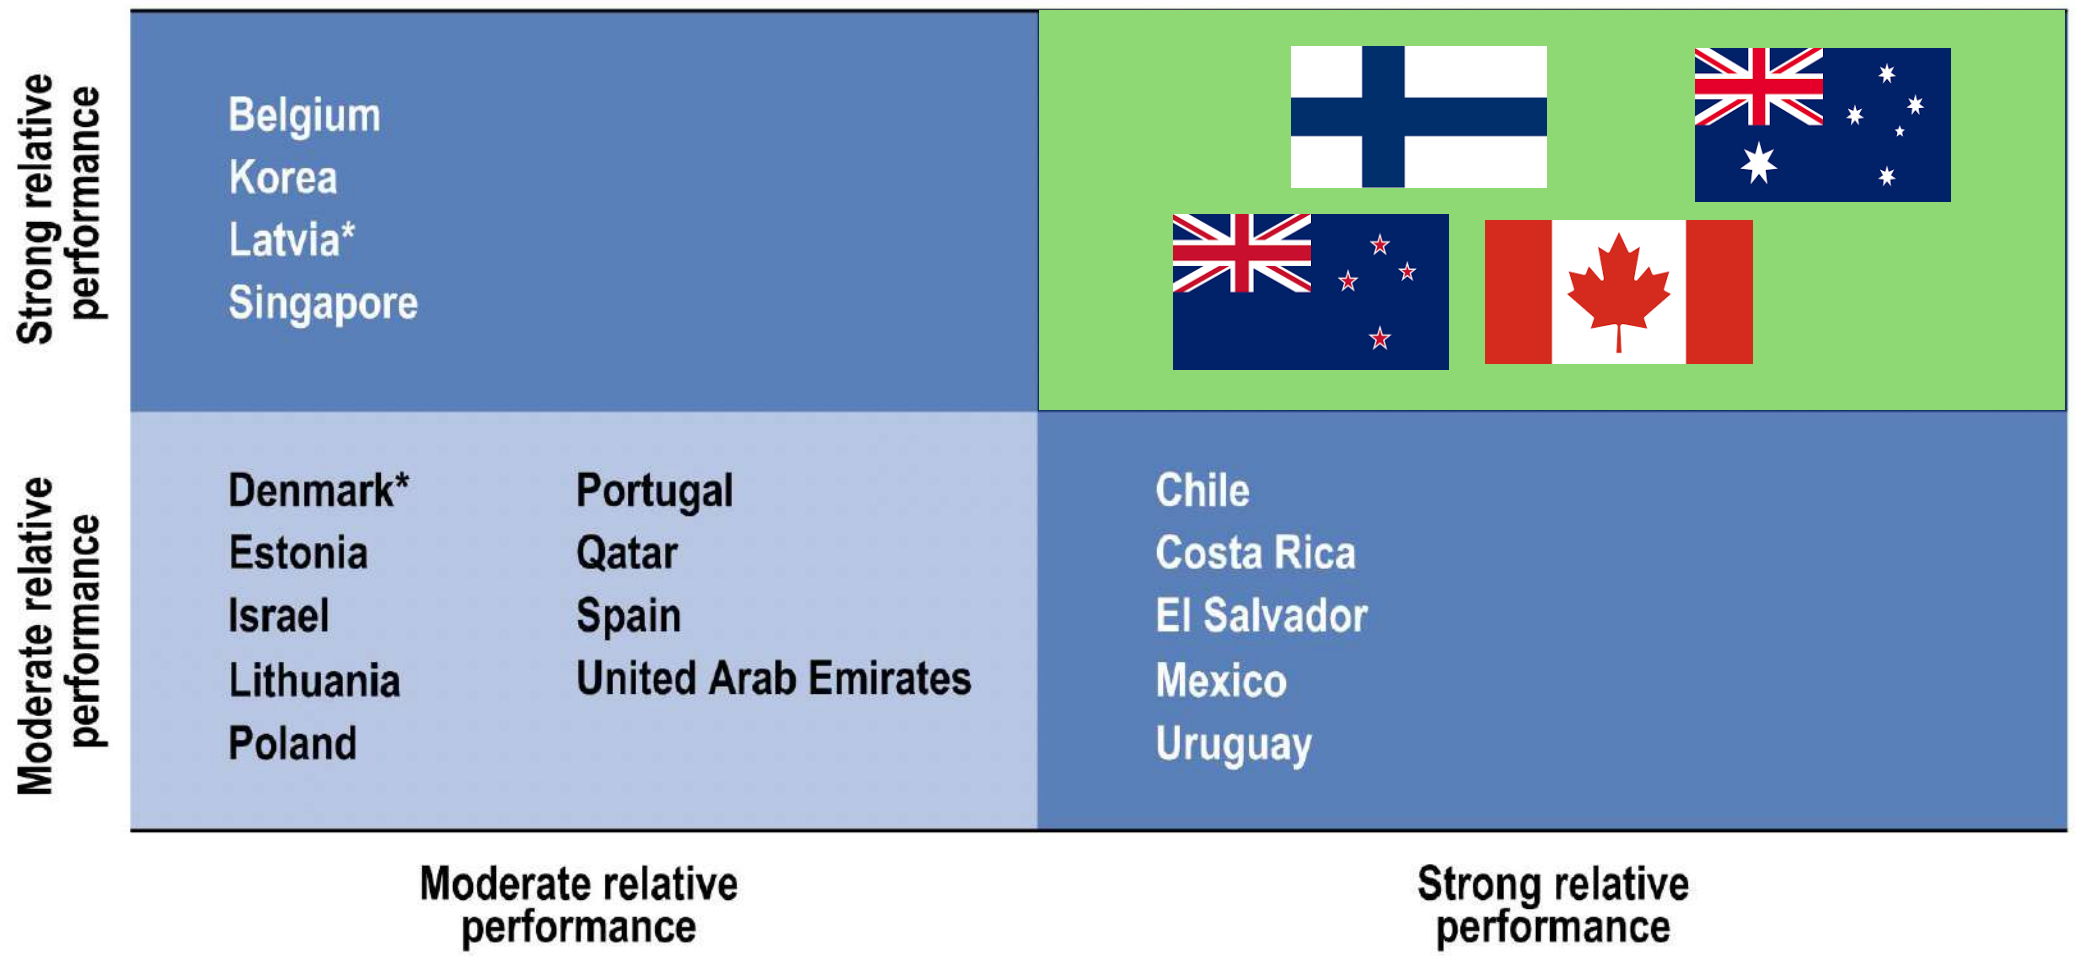 Strong relative
performance
Belgium
Korea
Latvia*
Singapore
Moderate relative
performance
Denmark*
Estonia
Israel
Lithuania
Poland
Portugal
Qatar
Spain
United Arab Emirates
Chile
Costa Rica
El Salvador
Mexico
Uruguay
Moderate relative
performance
Strong relative
performance